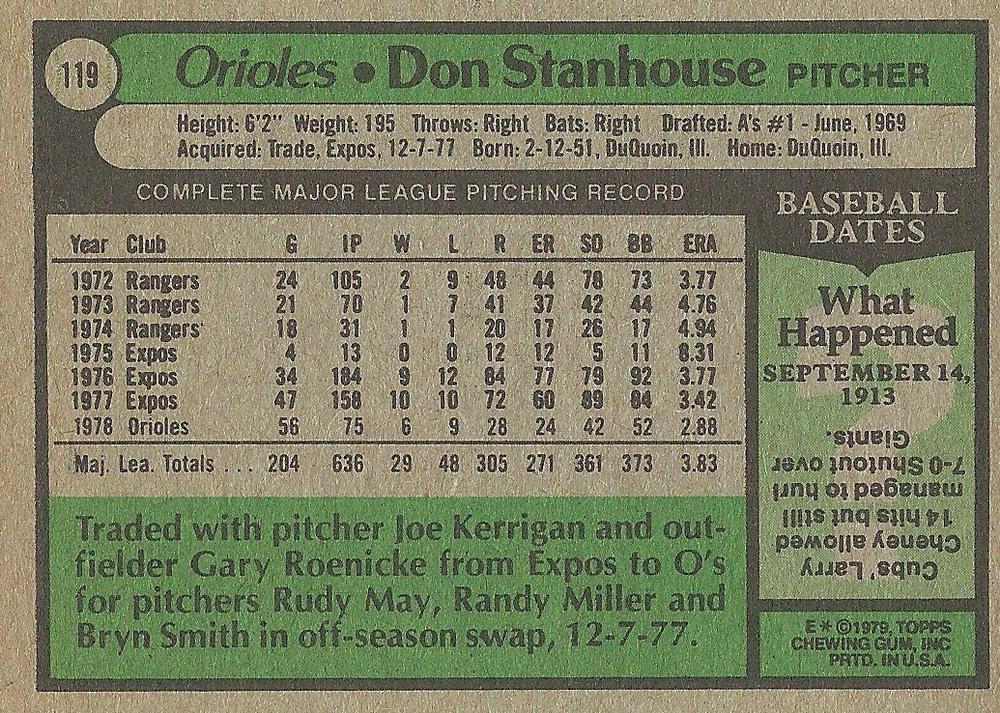 119
Orioles • Don Stanhouse PITCHER
Height: 6'2" Weight: 195 Throws: Right Bats: Right Drafted: A's #1 - June, 1969
Acquired: Trade, Expos, 12-7-77 Born: 2-12-51, DuQuoin, Ill. Home: DuQuoin, Ill.
COMPLETE MAJOR LEAGUE PITCHING RECORD
Year Club G IP W L R ER SO BB ERA
1972 Rangers 24 105 2 9 48 44 78 73 3.77
1973 Rangers 21 70 1 7 41 37 42 44 4.76
1974 Rangers 18 31 1 1 20 17 26 17 4.94
1975 Expos 4 13 0 0 12 12 5 11 8.31
1976 Expos 34 184 9 12 84 77 79 92 3.77
1977 Expos 47 158 10 10 72 60 89 84 3.42
1978 Orioles 56 75 6 9 28 24 42 52 2.88
Maj. Lea. Totals . . . 204 636 29 48 305 271 361 373 3.83
Traded with pitcher Joe Kerrigan and out-
fielder Gary Roenicke from Expos to O's
for pitchers Rudy May, Randy Miller and
Bryn Smith in off-season swap, 12-7-77.
BASEBALL
DATES
What
Happened
SEPTEMBER 14,
1913
Cubs' Larry
Cheney allowed
14 hits but still
managed to hurl
7-0 Shutout over
Giants.
E* ©1979, TOPPS
CHEWING GUM, INC
PRTD. IN U.S.A.